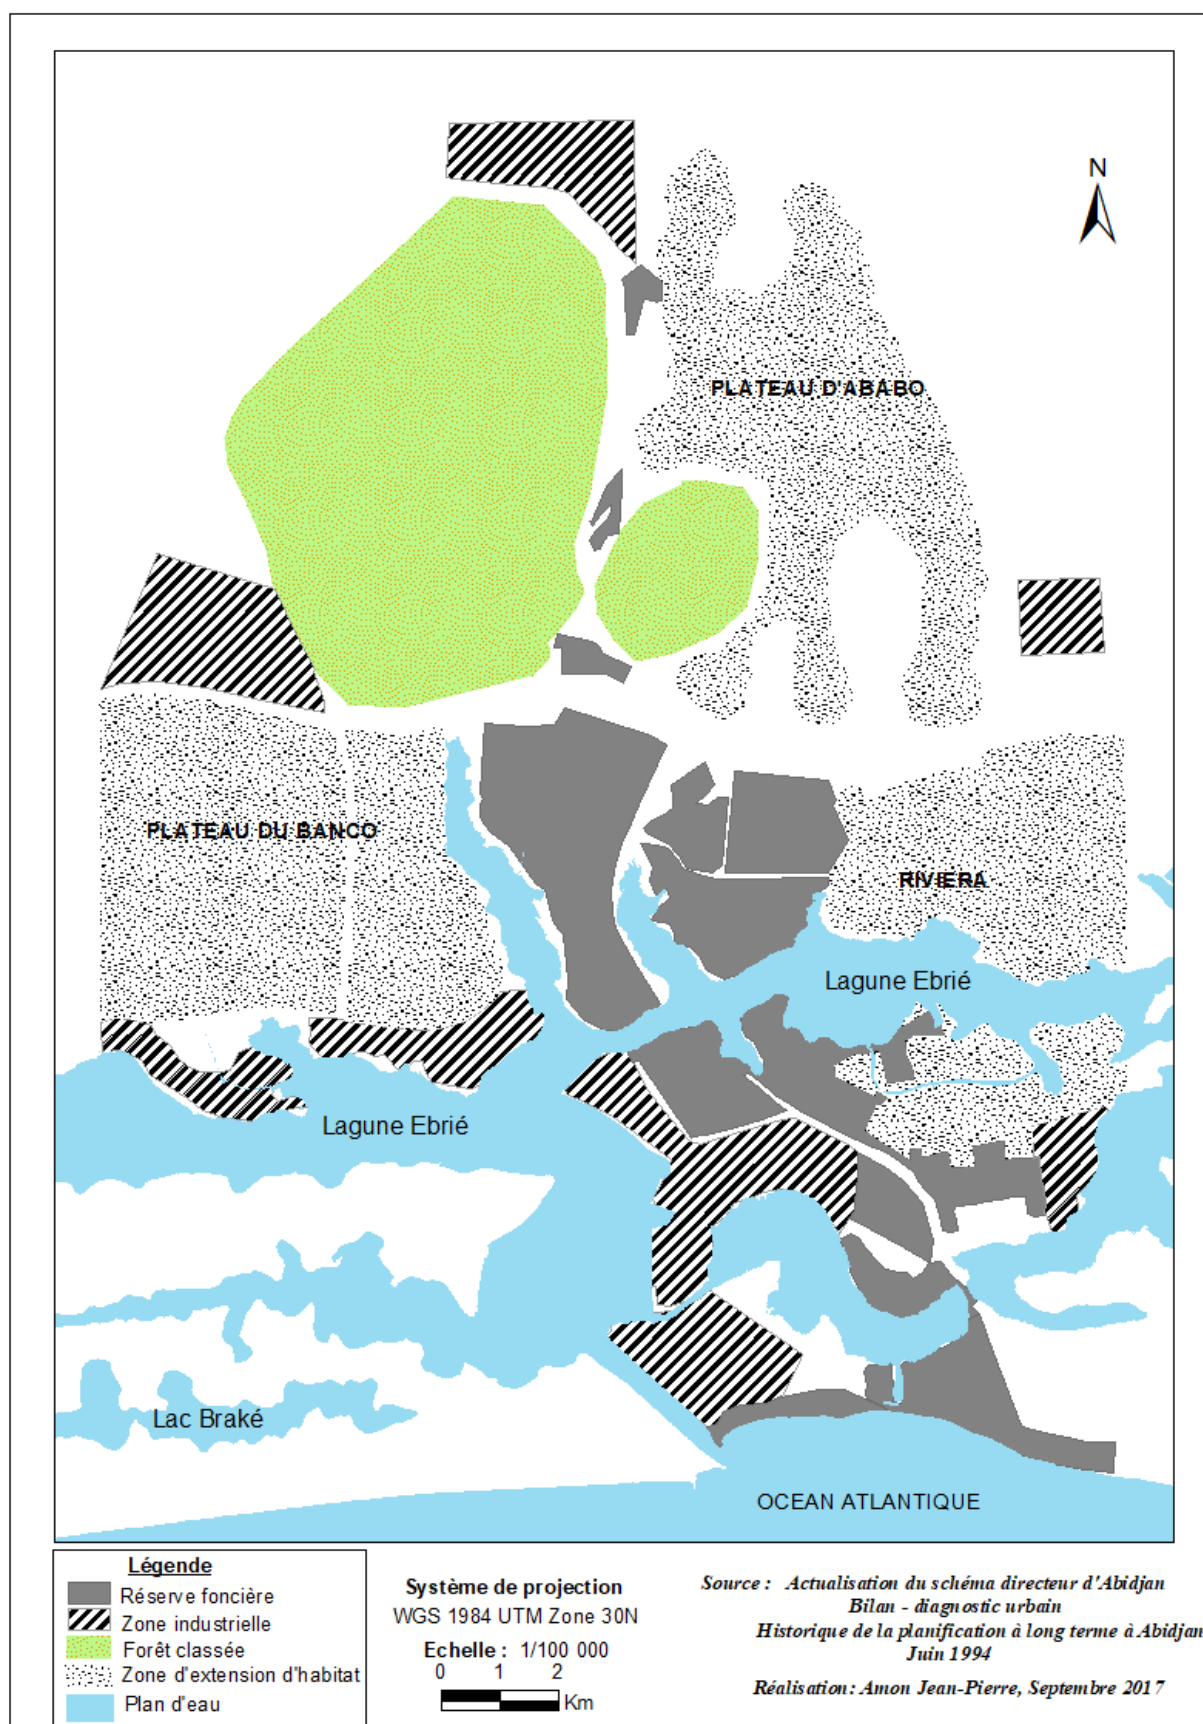 N
PLATEAU D'ABABO
PLATEAU DU BANCO
RIVIERA
Lagune Ebrié
Lagune Ebrié
Lac Braké
OCEAN ATLANTIQUE
Légende
Réserve foncière
Zone industrielle
Forêt classée
Zone d'extension d'habitat
Plan d'eau
Système de projection
WGS 1984 UTM Zone 30N
Echelle : 1/100 000
0 1 2
Km
Source : Actualisation du schéma directeur d'Abidjan
Bilan - diagnostic urbain
Historique de la planification à long terme à Abidjan
Juin 1994
Réalisation: Amon Jean-Pierre, Septembre 2017